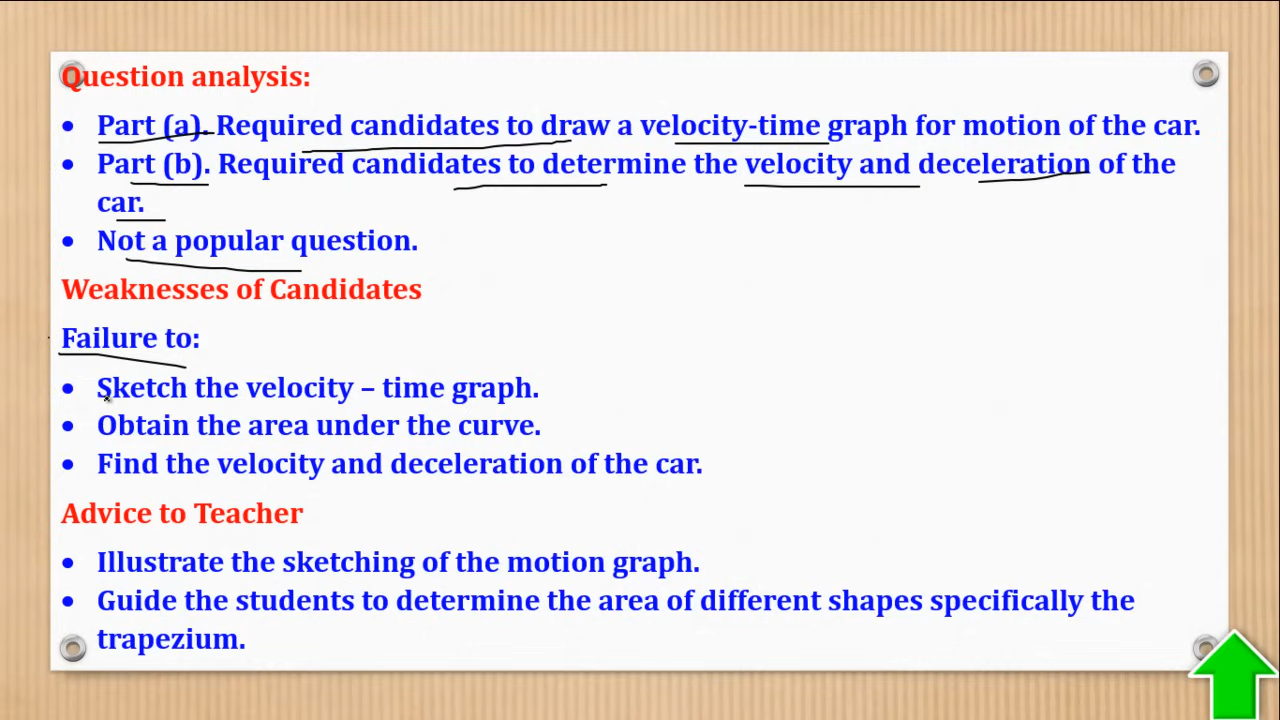 Question analysis:
• Part (a). Required candidates to draw a velocity-time graph for motion of the car.
• Part (b). Required candidates to determine the velocity and deceleration of the
car.
• Not a popular question.
Weaknesses of Candidates
Failure to:
• Sketch the velocity – time graph.
• Obtain the area under the curve.
• Find the velocity and deceleration of the car.
Advice to Teacher
• Illustrate the sketching of the motion graph.
• Guide the students to determine the area of different shapes specifically the
trapezium.